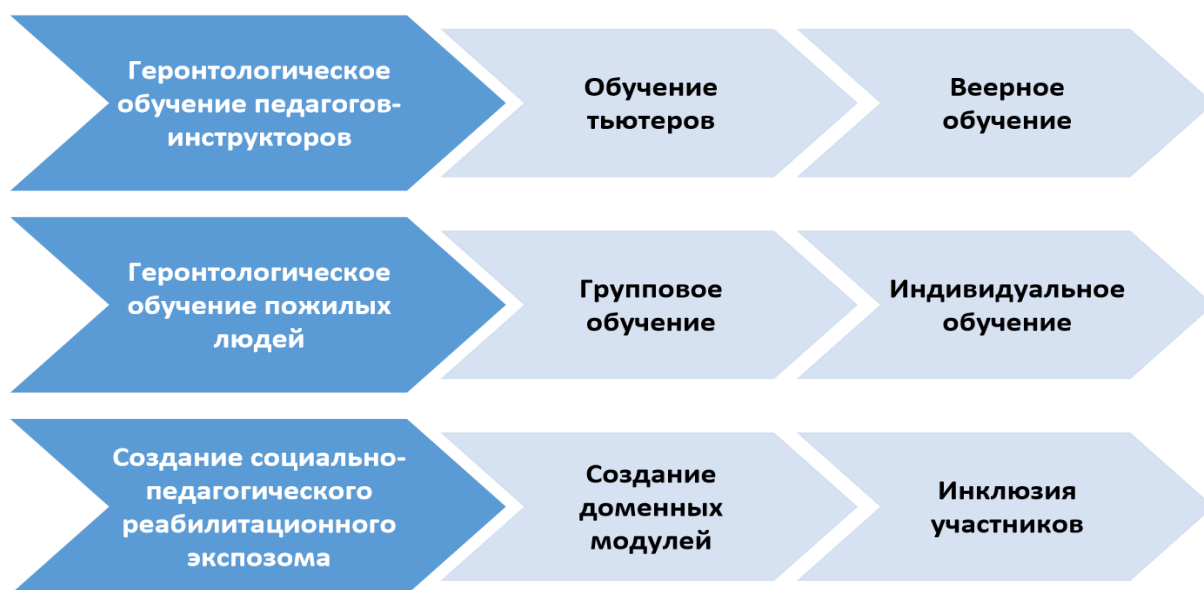 Геронтологическое
обучение педагогов-
инструкторов
Обучение
тьютеров
Веерное
обучение
Геронтологическое
обучение пожилых
людей
Групповое
обучение
Индивидуальное
обучение
Создание социально-
педагогического
реабилитационного
экспозома
Создание
доменных
модулей
Инклюзия
участников